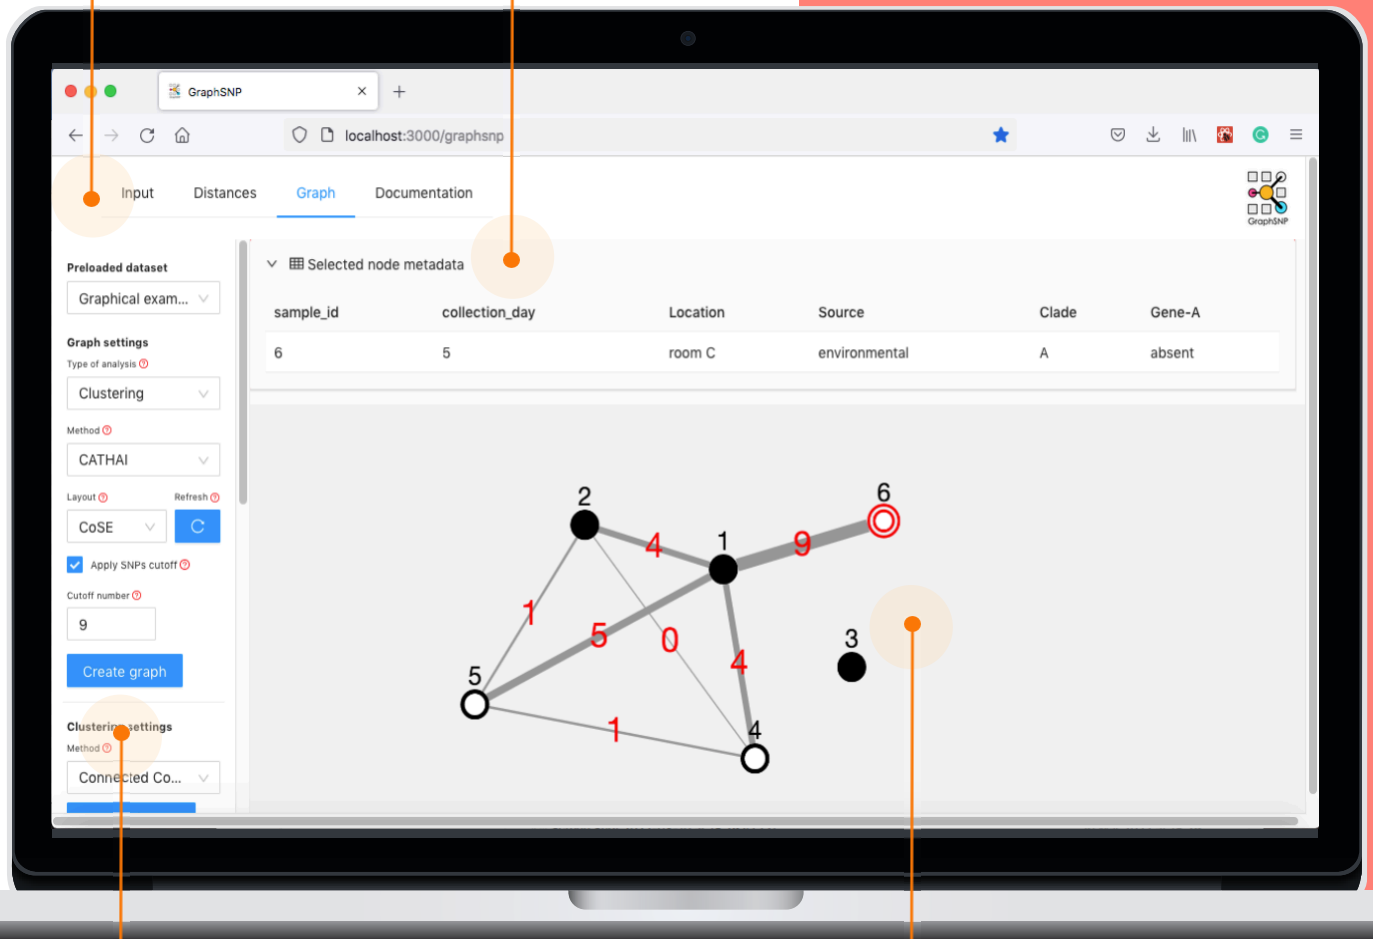 GraphSNP
localhost:3000/graphsnp
Input Distances Graph Documentation
GraphSNP
Preloaded dataset
Graphical exam...
Graph settings
Type of analysis
Clustering
Method
CATHAI
Layout Refresh
CoSE
Apply SNPs cutoff
Cutoff number
9
Create graph
Clustering settings
Method
Connected Co...
Selected node metadata
sample_id collection_day Location Source Clade Gene-A
6 5 room C environmental A absent
2
6
1
4
9
1
5
0
3
4
5
1
4